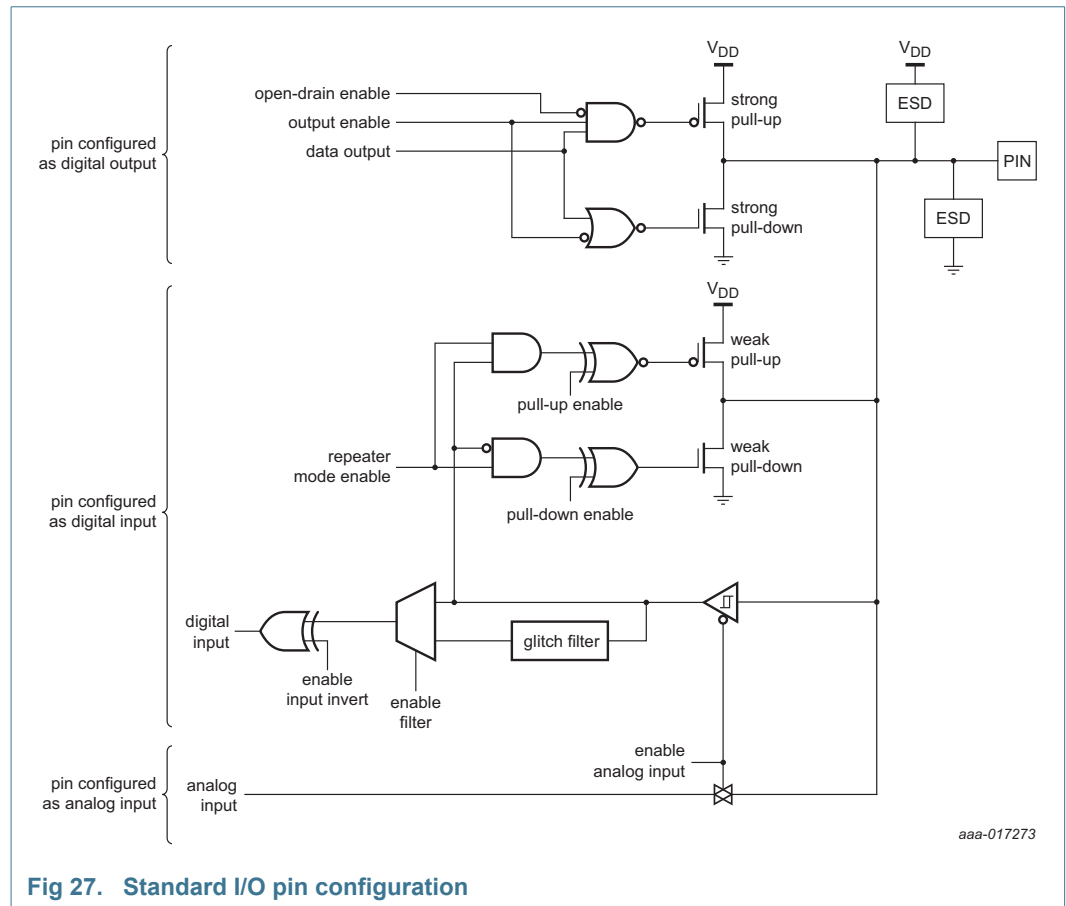 VDD
VDD
open-drain enable
strong
pull-up
ESD
output enable
pin configured
as digital output
data output
PIN
strong
pull-down
ESD
VDD
weak
pull-up
pull-up enable
repeater
mode enable
weak
pull-down
pin configured
as digital input
pull-down enable
digital
input
glitch filter
enable
input invert
enable
filter
enable
analog input
pin configured
as analog input
analog
input
aaa-017273
Fig 27. Standard I/O pin configuration